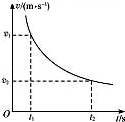 v/(m·s⁻¹)
v₁
v₂
O
t₁
t₂
t/s